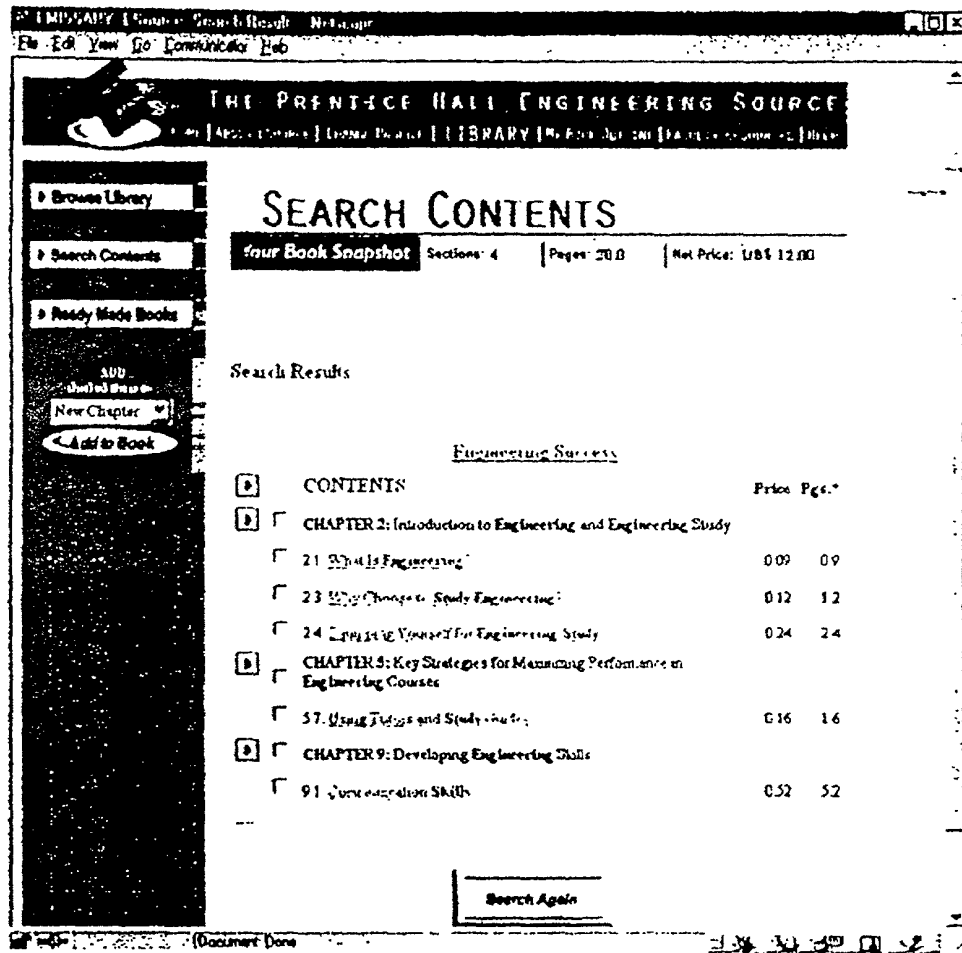 Search Result Netscape
File Edit View Go Communicator Help
THE PRENTICE HALL ENGINEERING SOURCE
LIBRARY
Browse Library
SEARCH CONTENTS
Search Contents
Your Book Snapshot Sections: 4 Pages: 20.0 Net Price: US$ 12.00
Ready Made Books
ADD
Search Results
New Chapter
Add to Book
Engineering Success
CONTENTS Price Pgs.*
CHAPTER 2: Introduction to Engineering and Engineering Study
2.1 What Is Engineering? 0.09 0.9
2.3 Why Choose to Study Engineering? 0.12 1.2
2.4 Yourself for Engineering Study 0.24 2.4
CHAPTER 5: Key Strategies for Maximizing Performance in
Engineering Courses
5.7 Using Tutors and Study 0.16 1.6
CHAPTER 9: Developing Engineering Skills
9.1 Skills 0.52 5.2
Search Again
Document: Done